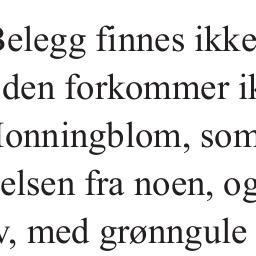 Belegg finnes ikke
den forkommer ik
Honningblom, som
elsen fra noen, og
v, med grønngule